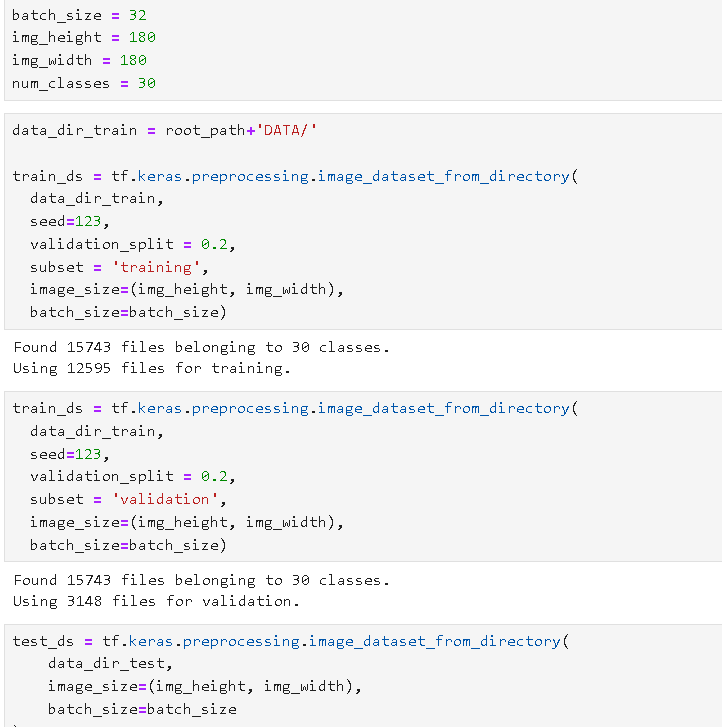 batch_size = 32
img_height = 180
img_width = 180
num_classes = 30
data_dir_train = root_path+'DATA/'
train_ds = tf.keras.preprocessing.image_dataset_from_directory(
  data_dir_train,
  seed=123,
  validation_split = 0.2,
  subset = 'training',
  image_size=(img_height, img_width),
  batch_size=batch_size)
Found 15743 files belonging to 30 classes.
Using 12595 files for training.
train_ds = tf.keras.preprocessing.image_dataset_from_directory(
  data_dir_train,
  seed=123,
  validation_split = 0.2,
  subset = 'validation',
  image_size=(img_height, img_width),
  batch_size=batch_size)
Found 15743 files belonging to 30 classes.
Using 3148 files for validation.
test_ds = tf.keras.preprocessing.image_dataset_from_directory(
    data_dir_test,
    image_size=(img_height, img_width),
    batch_size=batch_size